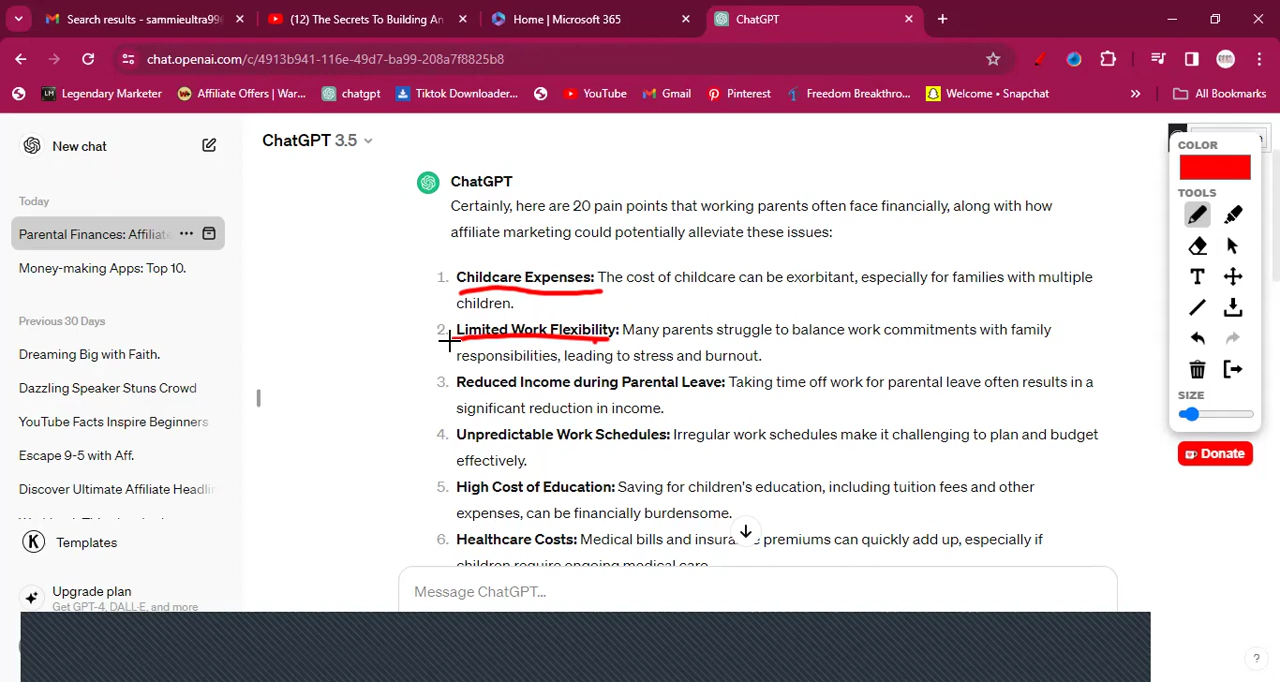 Search results - sammieultra99
(12) The Secrets To Building An
Home | Microsoft 365
ChatGPT
chat.openai.com/c/4913b941-116e-49d7-ba99-208a7f8825b8
Legendary Marketer
Affiliate Offers | War...
chatgpt
Tiktok Downloader...
YouTube
Gmail
Pinterest
Freedom Breakthro...
Welcome • Snapchat
»
All Bookmarks
New chat
Today
Parental Finances: Affiliat
Money-making Apps: Top 10.
Previous 30 Days
Dreaming Big with Faith.
Dazzling Speaker Stuns Crowd
YouTube Facts Inspire Beginners
Escape 9-5 with Aff.
Discover Ultimate Affiliate Headlin
Templates
Upgrade plan
Get GPT-4, DALL·E, and more
ChatGPT 3.5
ChatGPT
Certainly, here are 20 pain points that working parents often face financially, along with how
affiliate marketing could potentially alleviate these issues:
1. Childcare Expenses: The cost of childcare can be exorbitant, especially for families with multiple
children.
2. Limited Work Flexibility: Many parents struggle to balance work commitments with family
responsibilities, leading to stress and burnout.
3. Reduced Income during Parental Leave: Taking time off work for parental leave often results in a
significant reduction in income.
4. Unpredictable Work Schedules: Irregular work schedules make it challenging to plan and budget
effectively.
5. High Cost of Education: Saving for children's education, including tuition fees and other
expenses, can be financially burdensome.
6. Healthcare Costs: Medical bills and premiums can quickly add up, especially if
children require ongoing medical care.
Message ChatGPT...
COLOR
TOOLS
T
SIZE
Donate
?